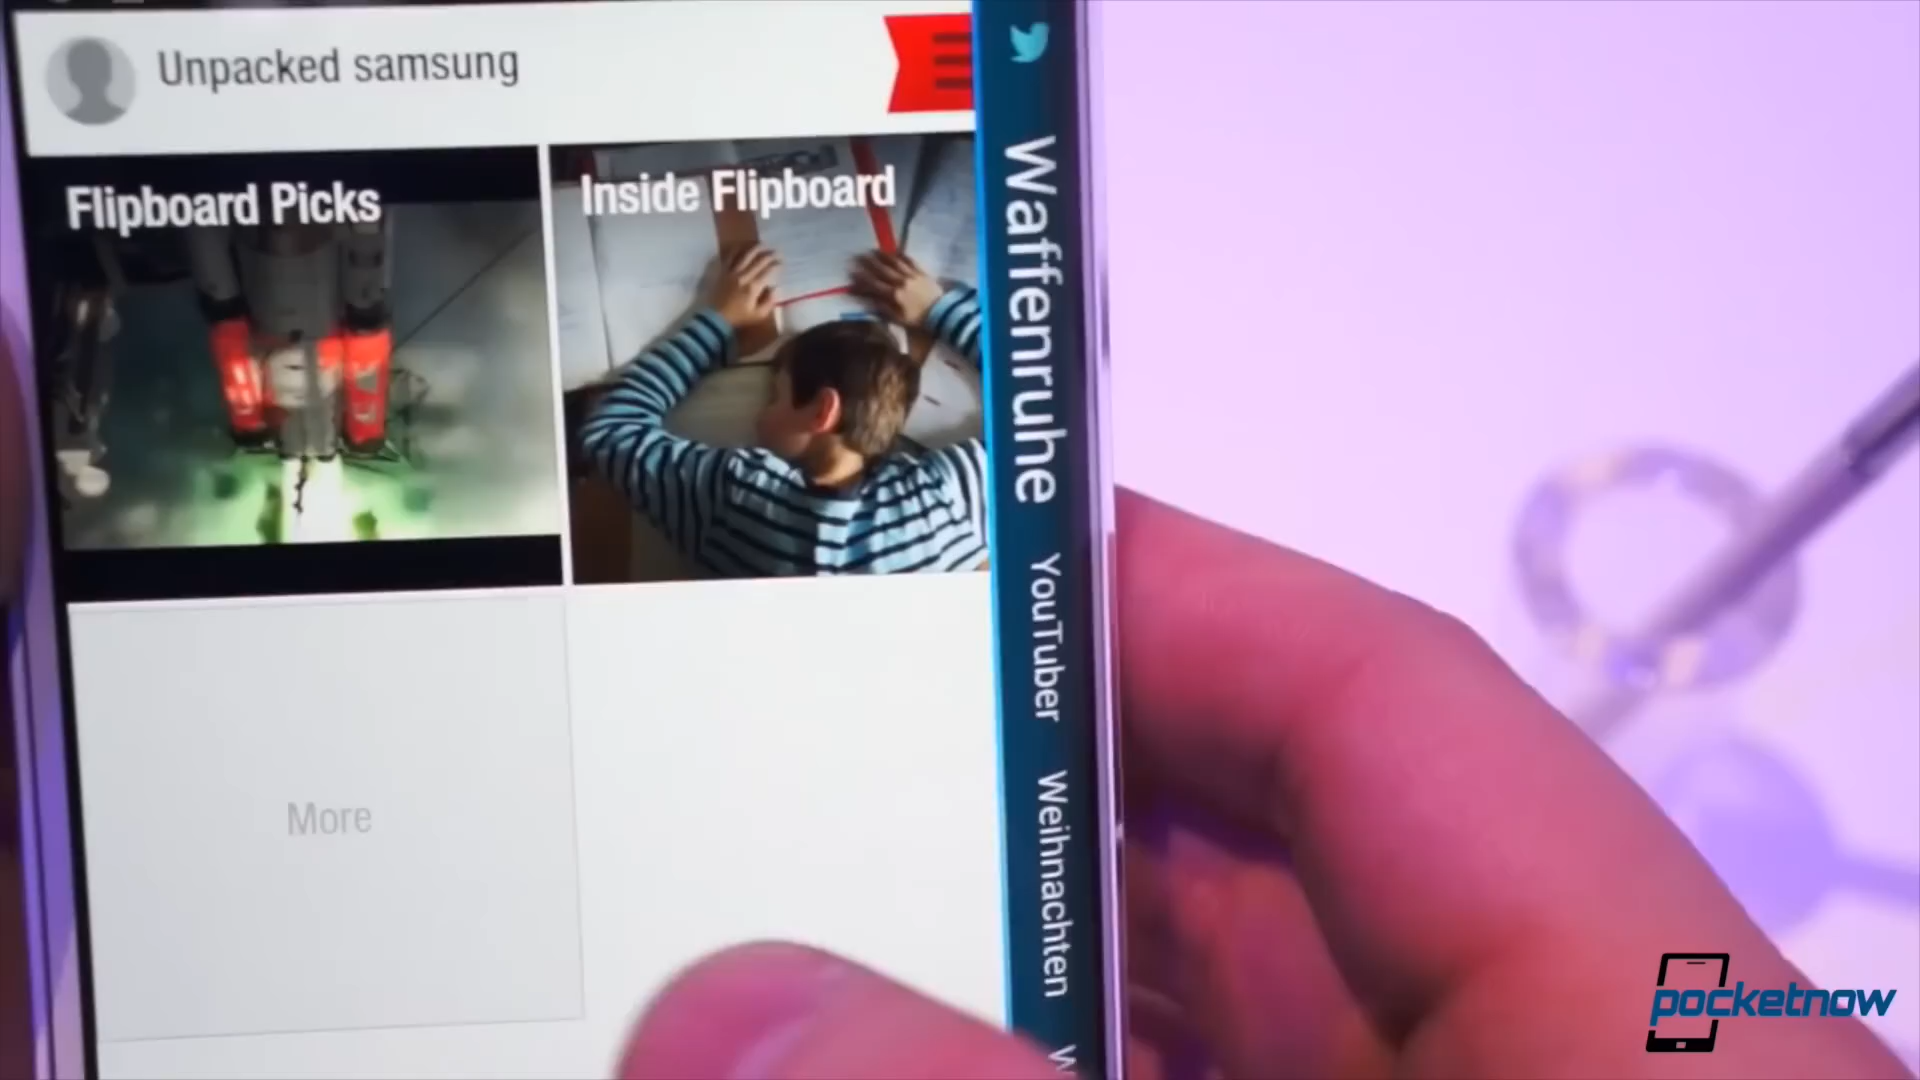 Unpacked samsung
Flipboard Picks
Inside Flipboard
More
Waffenruhe
YouTuber
Weihnachten
W
pocketnow